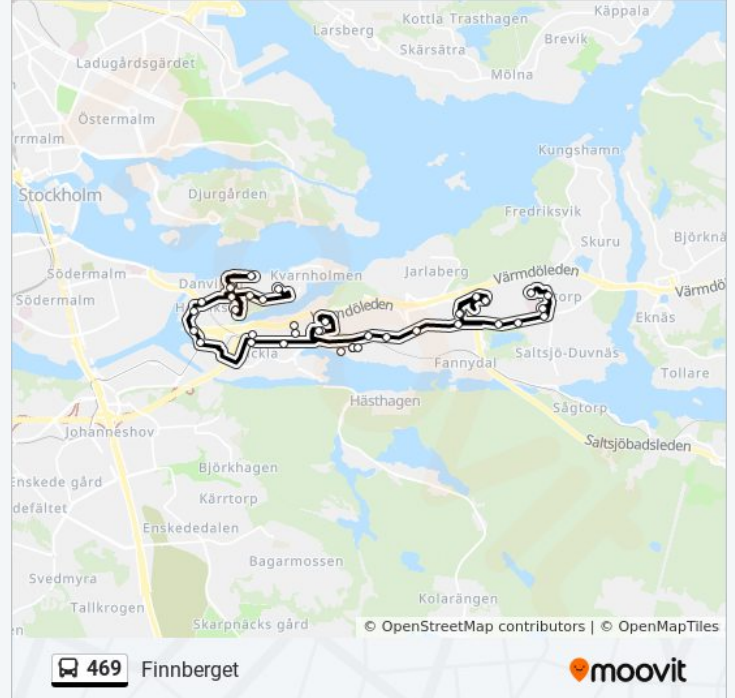 Kottla Trasthagen
Käppala
Larsberg
Skärsätra
Brevik
Ladugårdsgärdet
Mölna
Östermalm
rrmalm
Kungshamn
Stockholm
Djurgården
Fredriksvik
Skuru
Björknä
Södermalm
Kvarnholmen
Jarlaberg
Värmdöleden
Danvi
Värmdö
Södermalm
H
mdöleden
orp
Eknäs
ckla
Saltsjö-Duvnäs
Fannydal
Tollare
Hästhagen
Sågtorp
Johanneshov
Saltsjöbadsleden
Björkhagen
Enskede gård
Kärrtorp
defältet
Enskededalen
Bagarmossen
Svedmyra
Kolarängen
Tallkrogen
Skarpnäcks gård
en
© OpenStreetMap contributors | © OpenMapTiles
469 Finnberget
moovit